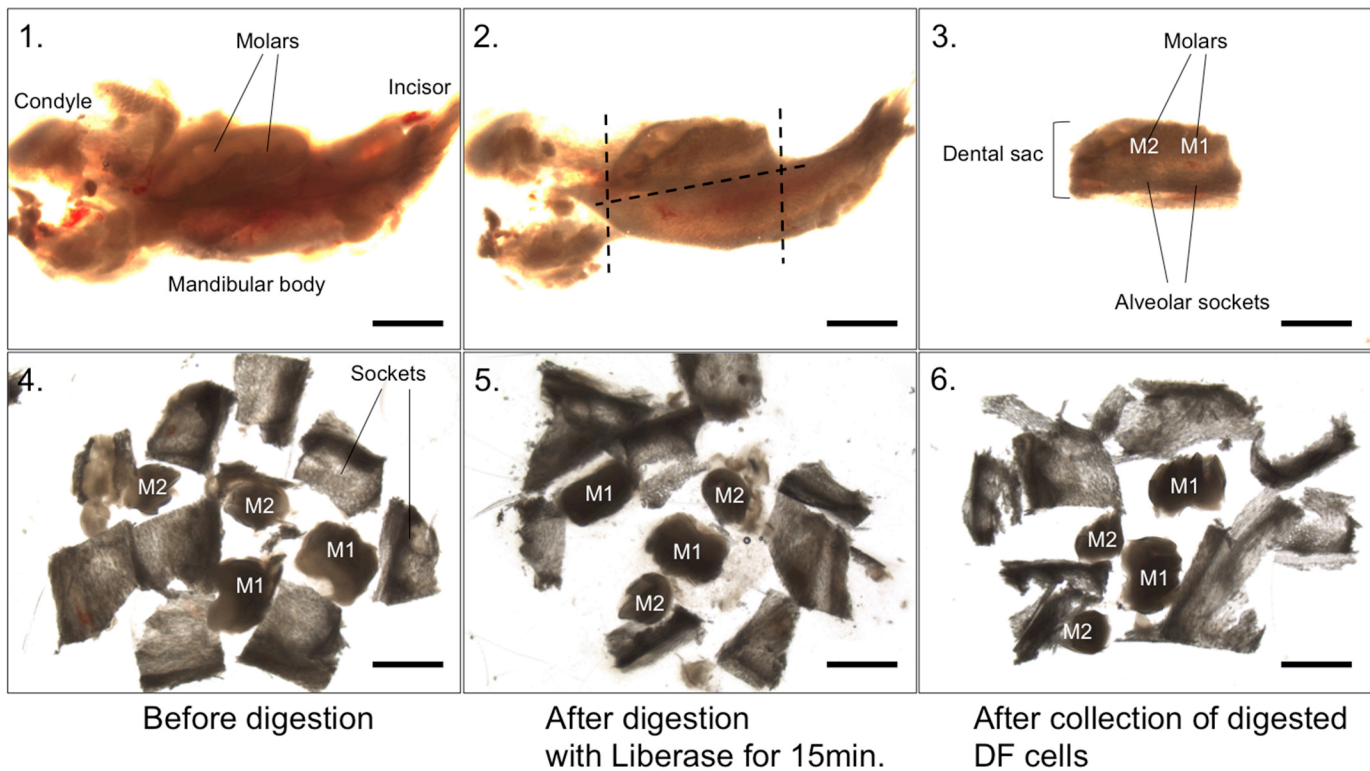 1.
Molars
Condyle
Incisor
Mandibular body
2.
3.
Molars
M2 M1
Dental sac
Alveolar sockets
4.
Sockets
M2
M2
M1
M1
5.
M1
M2
M1
M2
6.
M1
M2
M1
M2
Before digestion
After digestion
with Liberase for 15min.
After collection of digested
DF cells